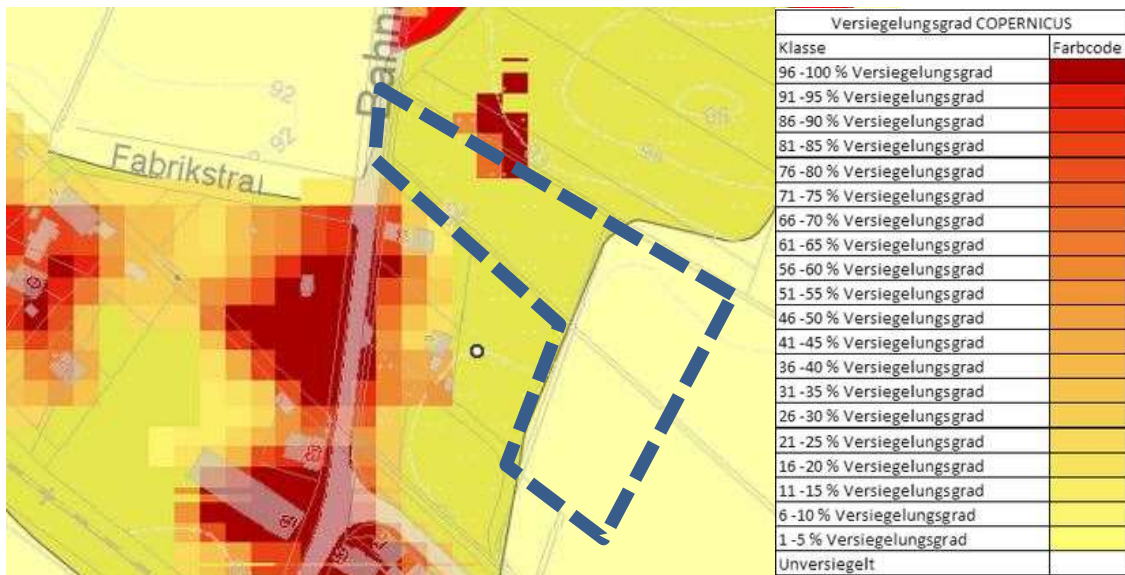 Bahn
92
92
Fabrikstraf
Versiegelungsgrad COPERNICUS
Klasse Farbcode
96 -100 % Versiegelungsgrad
91 -95 % Versiegelungsgrad
86 -90 % Versiegelungsgrad
81 -85 % Versiegelungsgrad
76 -80 % Versiegelungsgrad
71 -75 % Versiegelungsgrad
66 -70 % Versiegelungsgrad
61 -65 % Versiegelungsgrad
56 -60 % Versiegelungsgrad
51 -55 % Versiegelungsgrad
46 -50 % Versiegelungsgrad
41 -45 % Versiegelungsgrad
36 -40 % Versiegelungsgrad
31 -35 % Versiegelungsgrad
26 -30 % Versiegelungsgrad
21 -25 % Versiegelungsgrad
16 -20 % Versiegelungsgrad
11 -15 % Versiegelungsgrad
6 -10 % Versiegelungsgrad
1 -5 % Versiegelungsgrad
Unversiegelt